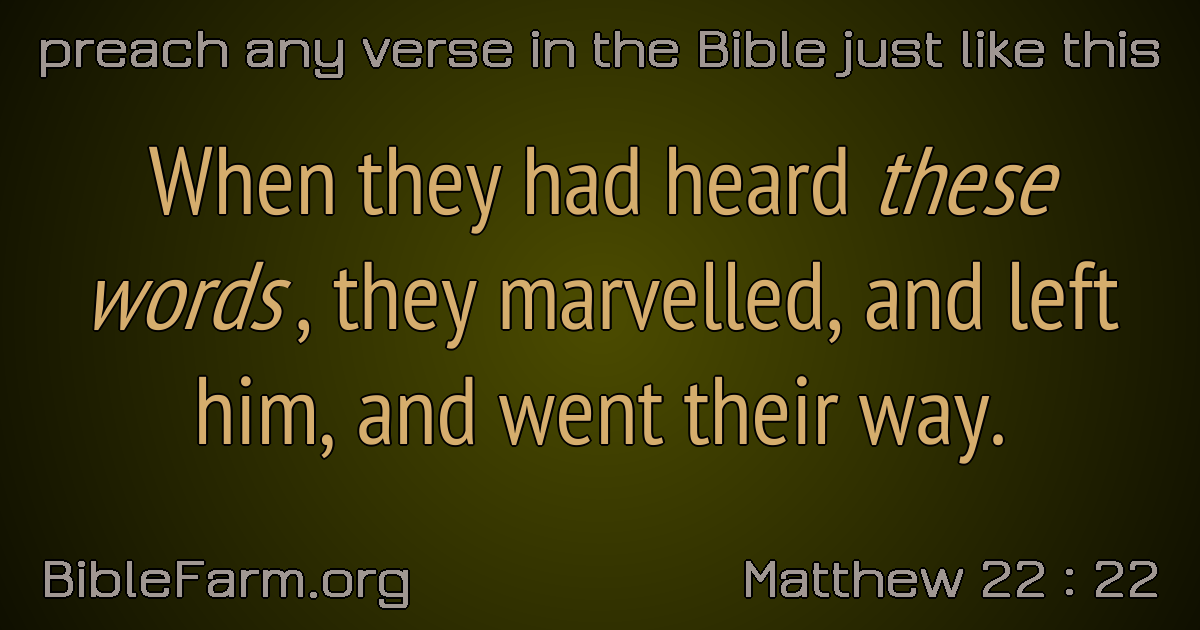 preach any verse in the Bible just like this
When they had heard these
words, they marvelled, and left
him, and went their way.
BibleFarm.org
Matthew 22 : 22